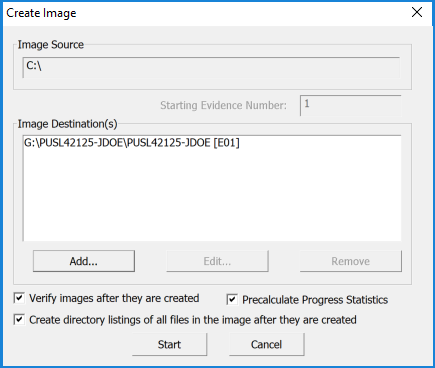 Create Image
Image Source
C:\
Starting Evidence Number: 1
Image Destination(s)
G:\PUSL42125-JDOE\PUSL42125-JDOE [E01]
Add... Edit... Remove
Verify images after they are created Precalculate Progress Statistics
Create directory listings of all files in the image after they are created
Start Cancel